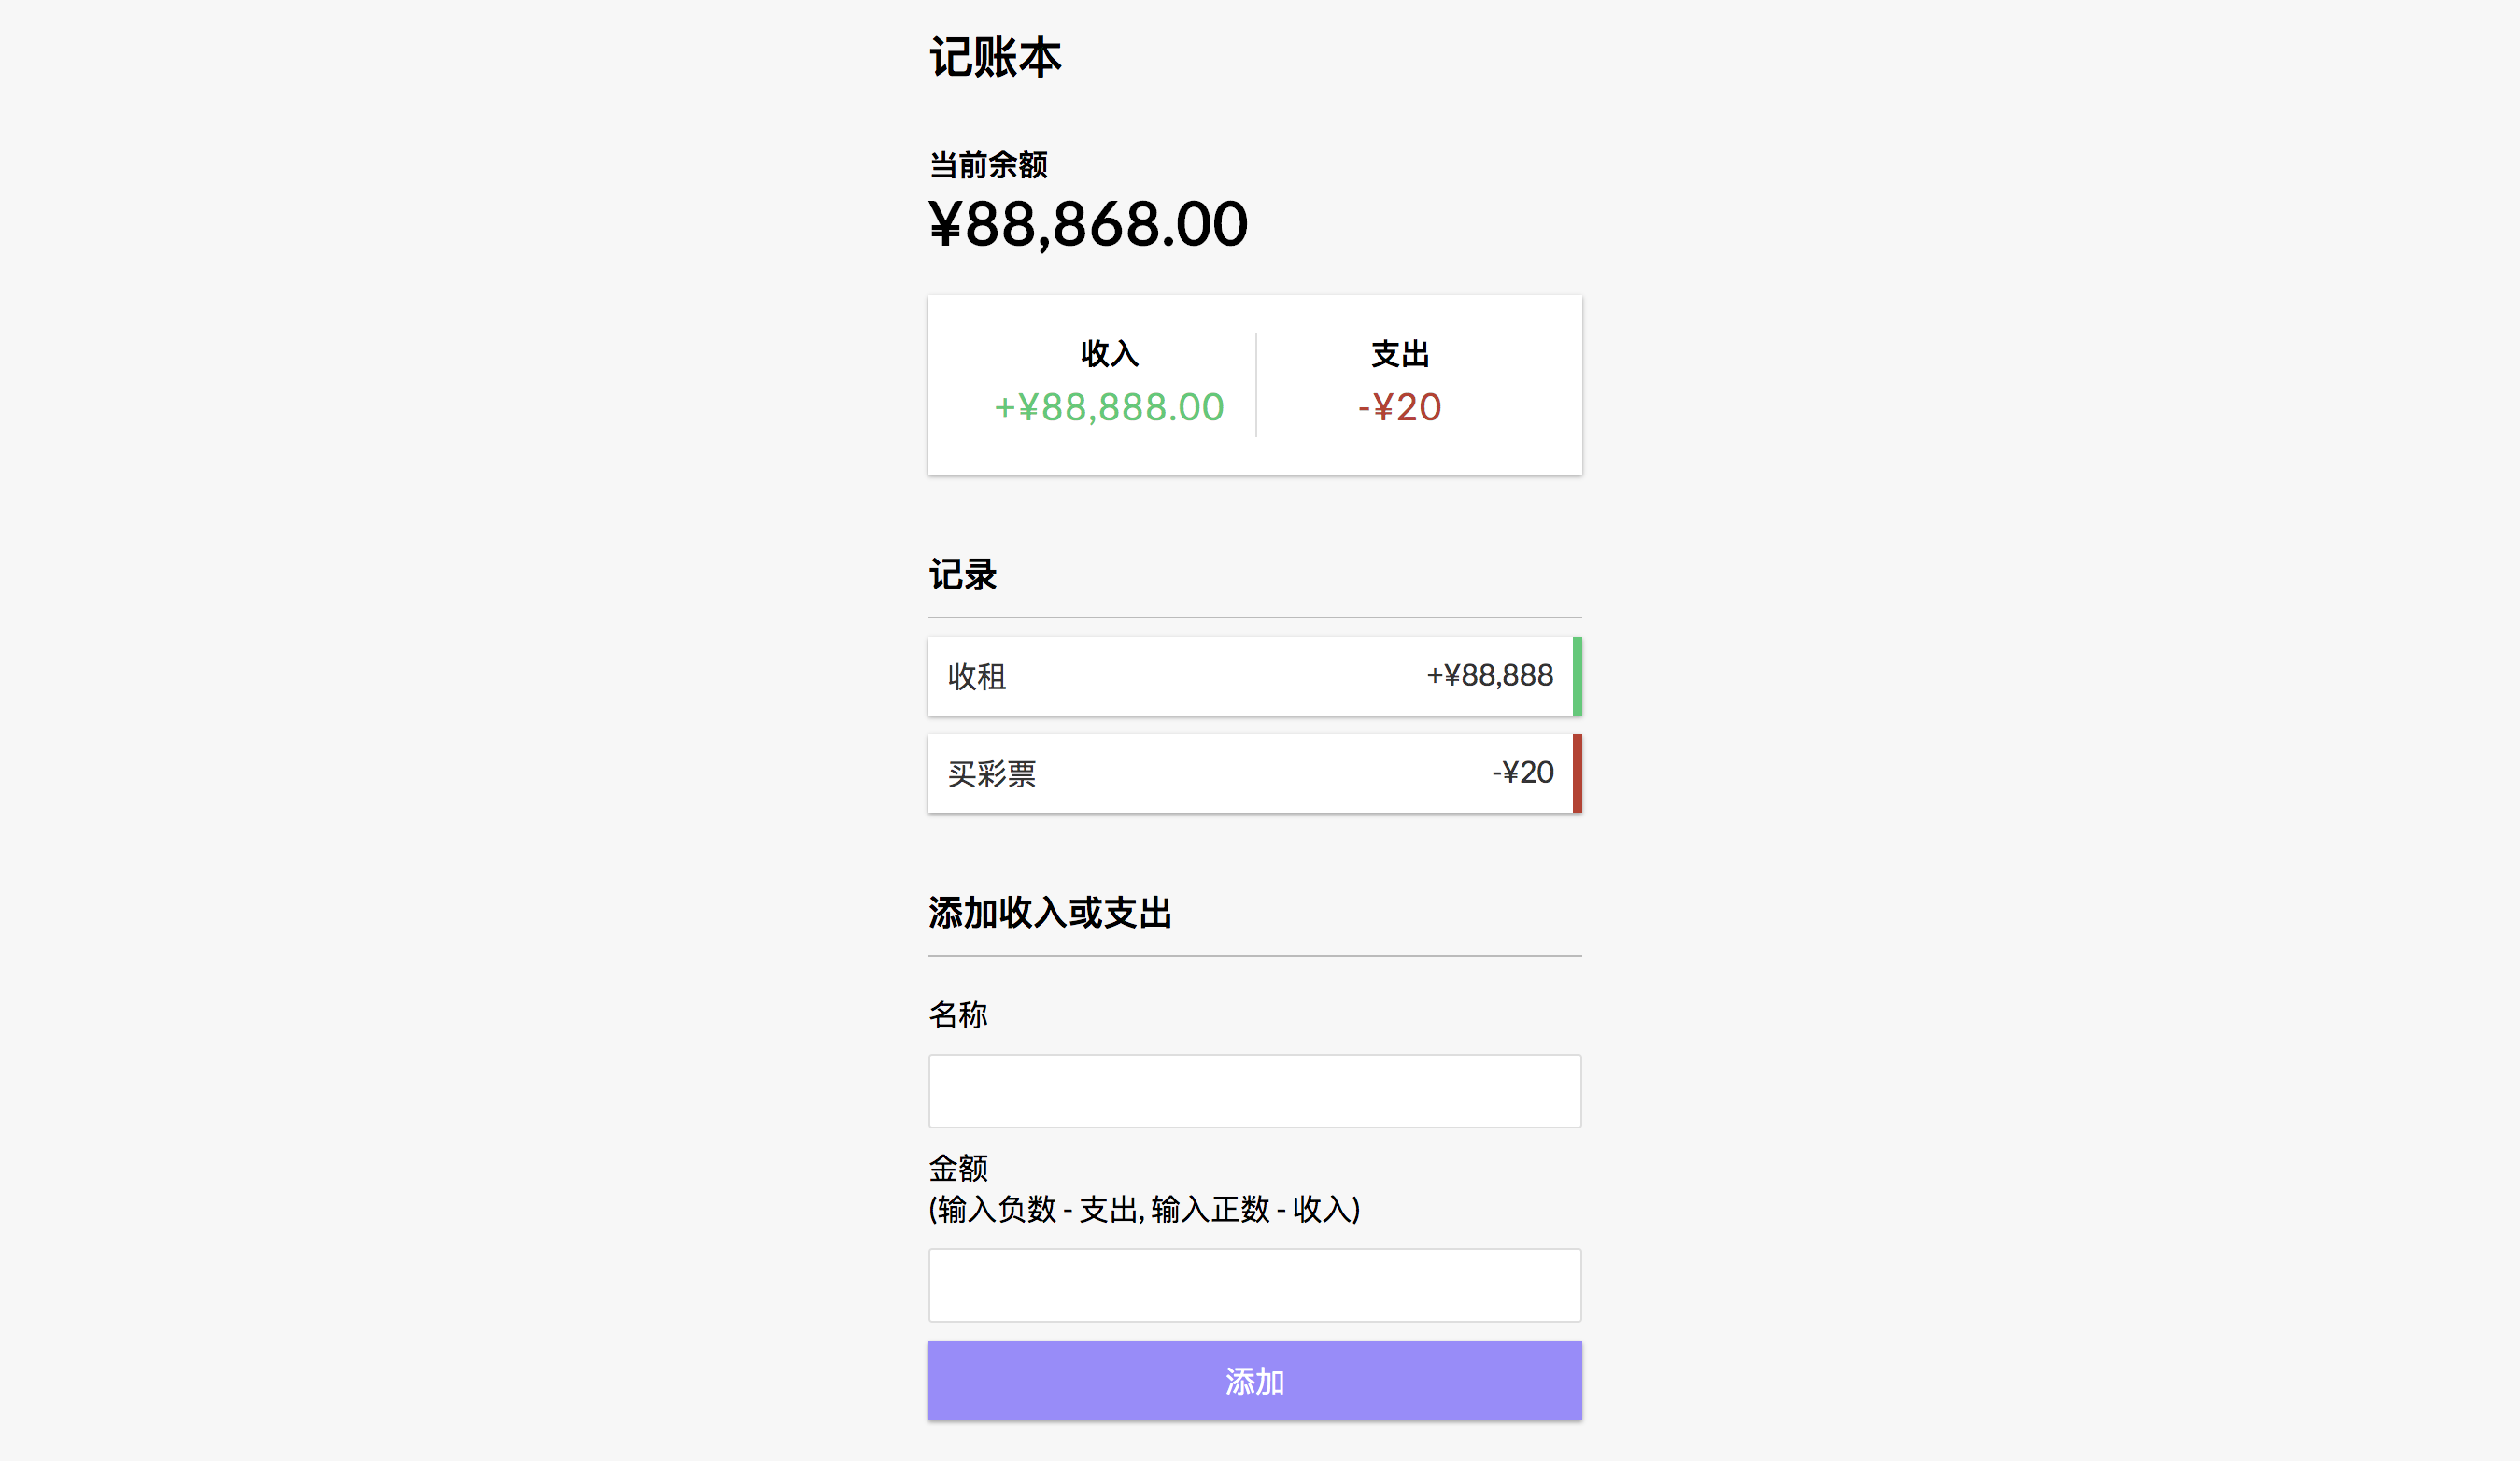 记账本
当前余额
¥88,868.00
收入
+¥88,888.00
支出
-¥20
记录
收租 +¥88,888
买彩票 -¥20
添加收入或支出
名称
金额
(输入负数 - 支出, 输入正数 - 收入)
添加